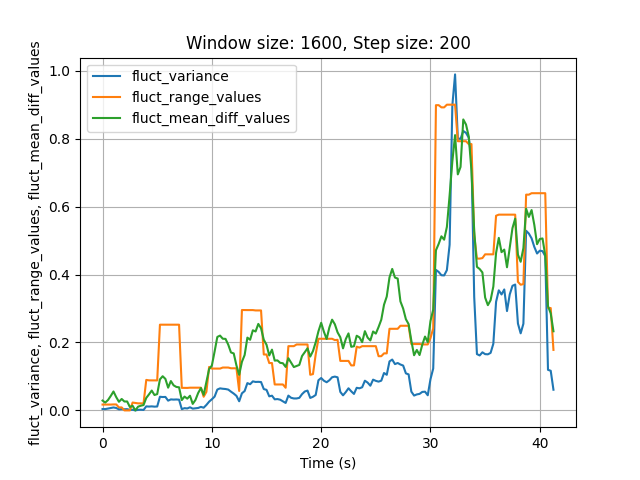 Window size: 1600, Step size: 200
fluct_variance, fluct_range_values, fluct_mean_diff_values
1.0
0.8
0.6
0.4
0.2
0.0
fluct_variance
fluct_range_values
fluct_mean_diff_values
0 10 20 30 40
Time (s)